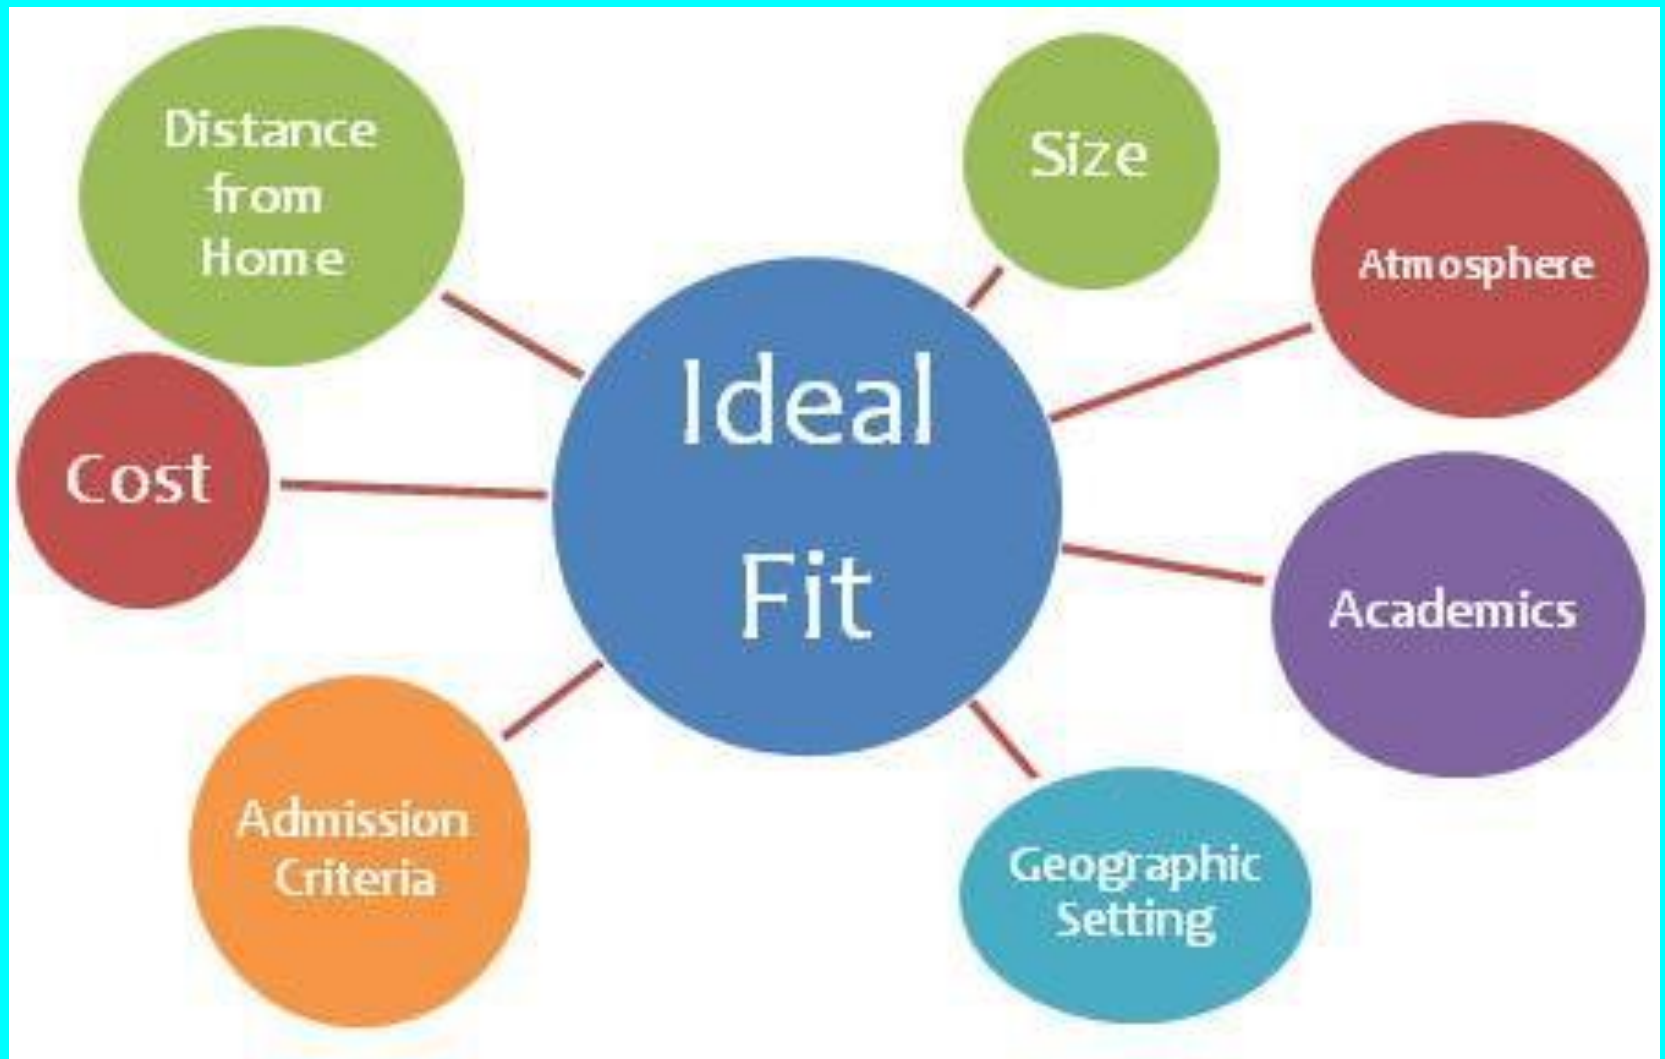 Distance
from
Home
Size
Atmosphere
Cost
Ideal
Fit
Academics
Admission
Criteria
Geographic
Setting